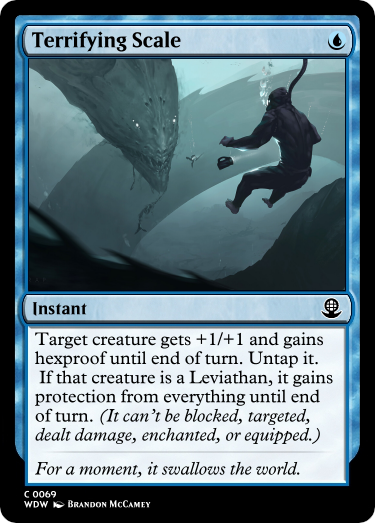 Terrifying Scale
Instant
Target creature gets +1/+1 and gains
hexproof until end of turn. Untap it.
If that creature is a Leviathan, it gains
protection from everything until end
of turn. (It can't be blocked, targeted,
dealt damage, enchanted, or equipped.)
For a moment, it swallows the world.
C 0069
WDW BRANDON MCCAMEY